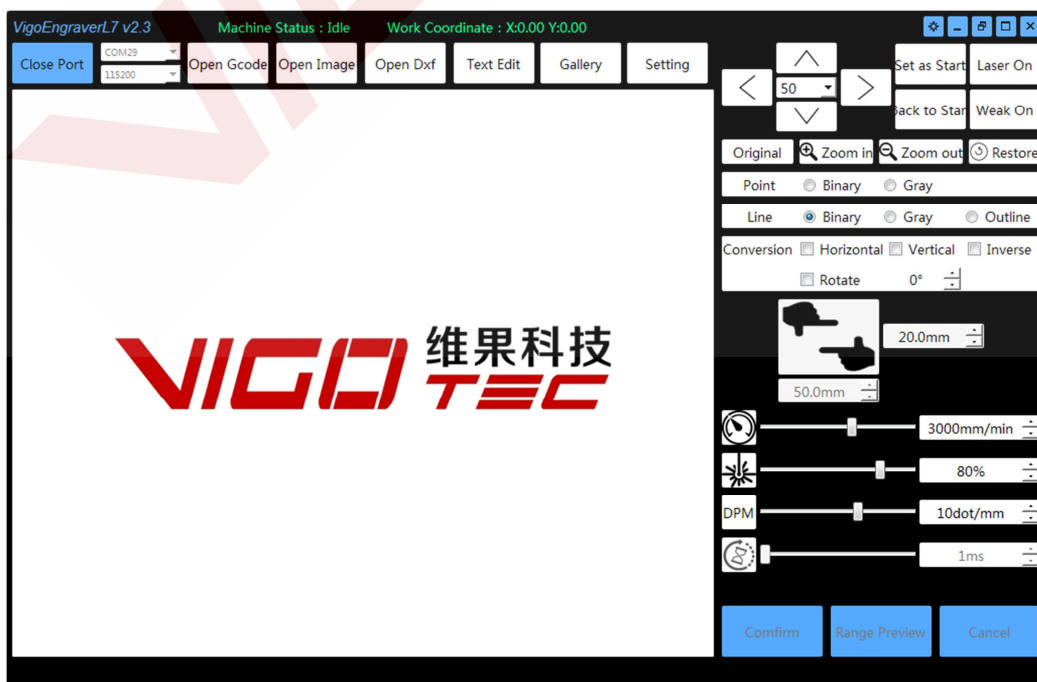 VigoEngraverL7 v2.3 Machine Status : Idle Work Coordinate : X:0.00 Y:0.00
Close Port COM29 Open Gcode Open Image Open Dxf Text Edit Gallery Setting
115200
50 Set as Start Laser On
Back to Star Weak On
Original Zoom in Zoom out Restore
Point Binary Gray
Line Binary Gray Outline
Conversion Horizontal Vertical Inverse
Rotate 0°
20.0mm
50.0mm
VIGO 维果科技
TEC
3000mm/min
80%
DPM 10dot/mm
1ms
Comfirm Range Preview Cancel